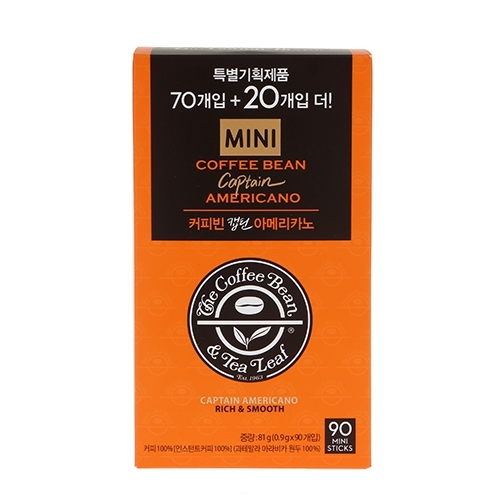 특별기획제품
70개입 + 20개입 더!
MINI
COFFEE BEAN
Captain
AMERICANO
커피빈 캡틴 아메리카노
The Coffee Bean
& Tea Leaf
®
EST. 1963
CAPTAIN AMERICANO
RICH & SMOOTH
중량: 81g (0.9g x 90개입)
커피 100% [인스턴트커피 100%] (과테말라 아라비카 원두 100%)
90
MINI
STICKS